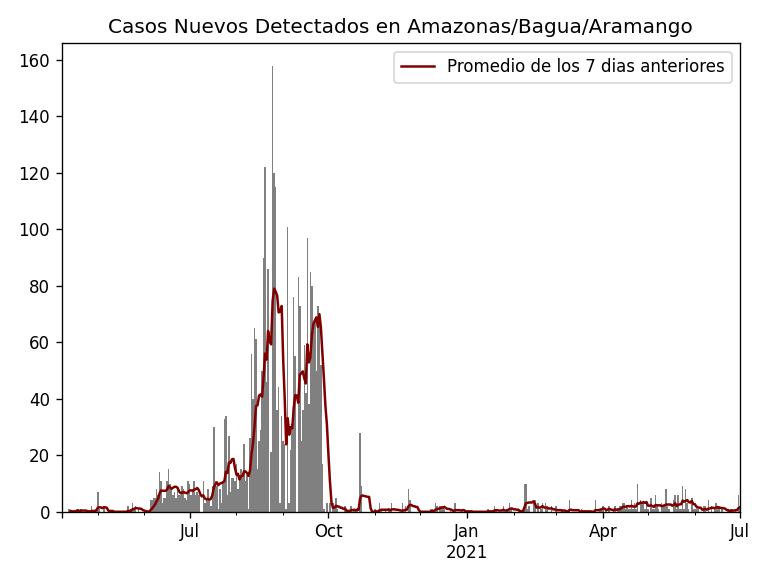 Casos Nuevos Detectados en Amazonas/Bagua/Aramango
Promedio de los 7 dias anteriores
160
140
120
100
80
60
40
20
0
Jul
Oct
Jan
2021
Apr
Jul